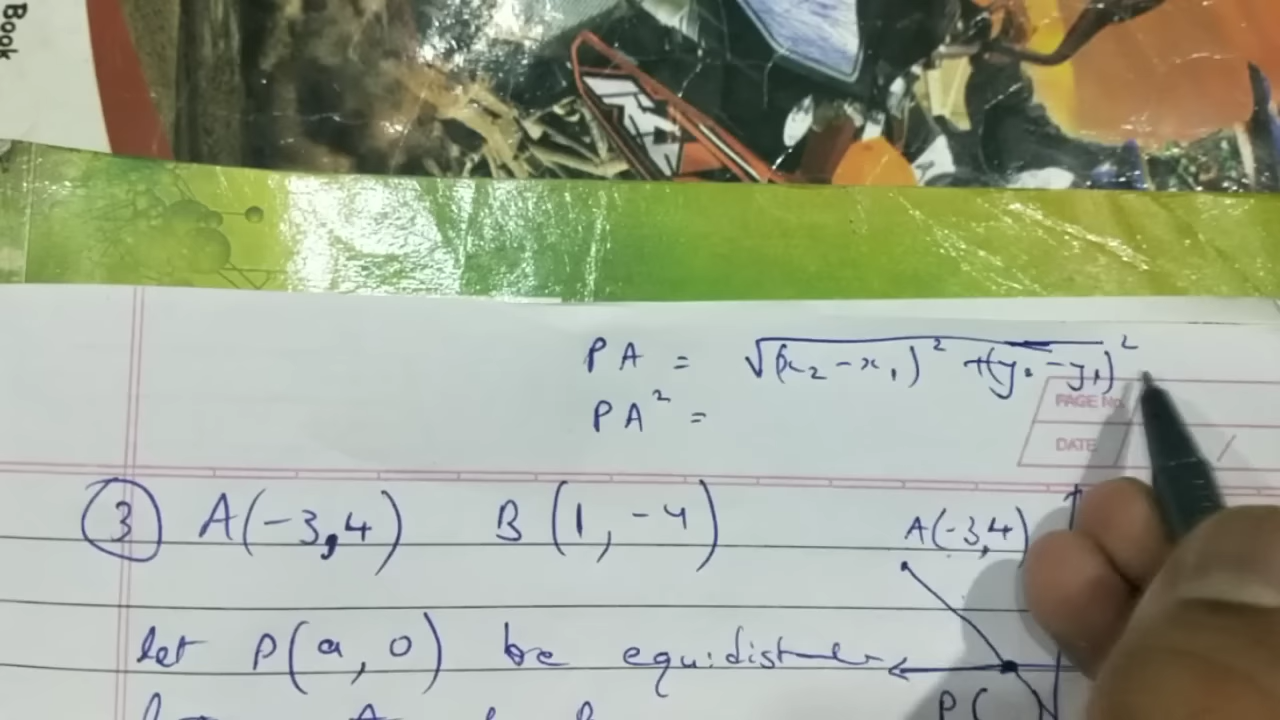 Book
PA = √(x₂ - x₁)² + (y₂ - y₁)²
PA² =
PAGE No.
DATE /
③ A(-3,4) B(1, -4)
A(-3,4)
let P(a, 0) be
P(